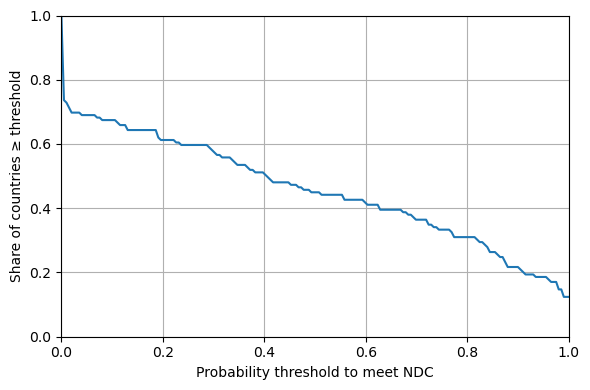 Share of countries ≥ threshold
1.0
0.8
0.6
0.4
0.2
0.0
0.0 0.2 0.4 0.6 0.8 1.0
Probability threshold to meet NDC